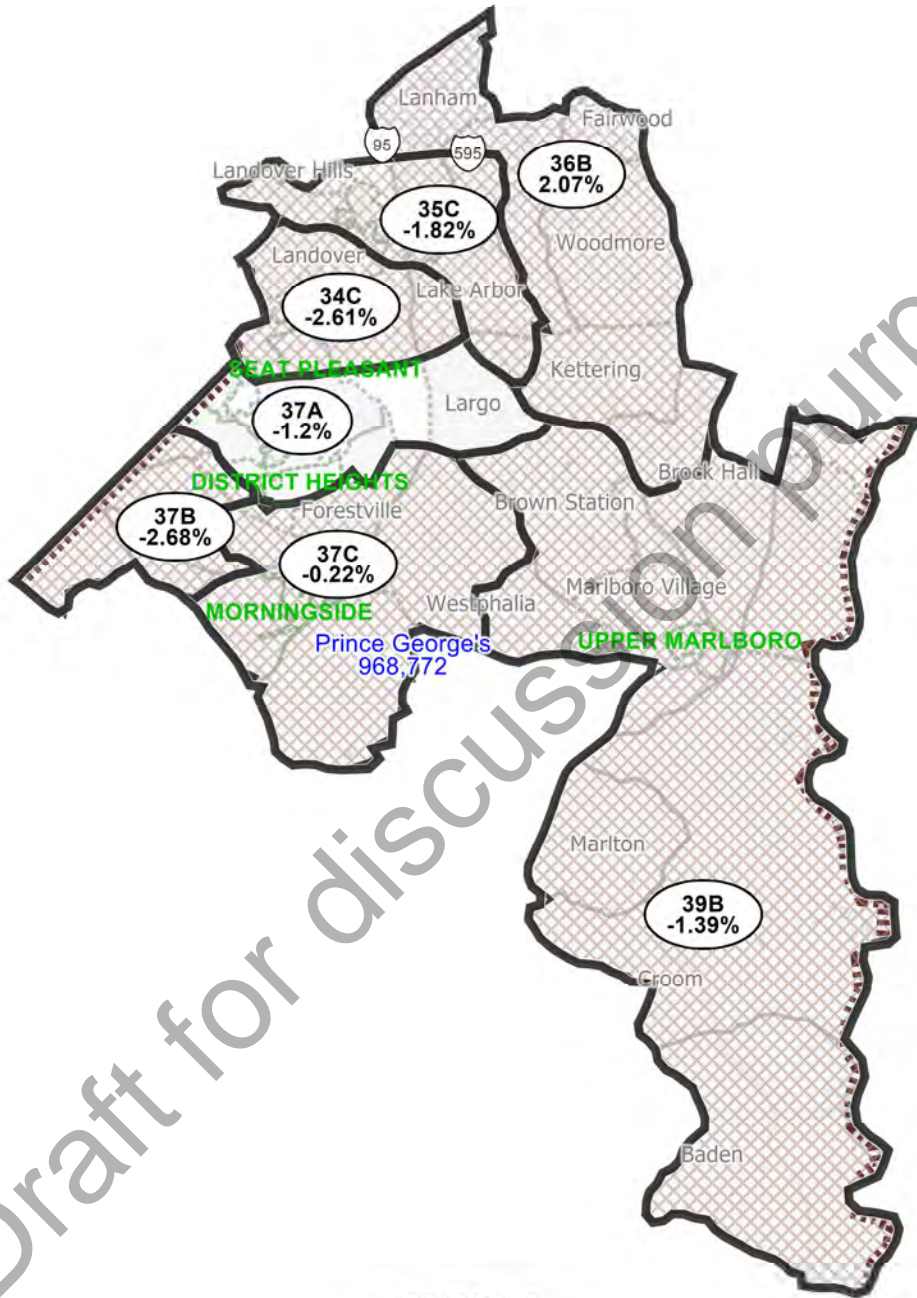 Lanham
Fairwood
95
595
Landover Hills
36B
2.07%
35C
-1.82%
Woodmore
Landover
Lake Arbor
34C
-2.61%
SEAT PLEASANT
Kettering
Largo
37A
-1.2%
Brock Hall
DISTRICT HEIGHTS
Forestville
Brown Station
37B
-2.68%
37C
-0.22%
Marlboro Village
MORNINGSIDE
Westphalia
Prince George's
968,772
UPPER MARLBORO
Marlton
39B
-1.39%
Groom
Baden
Draft for discussion purp